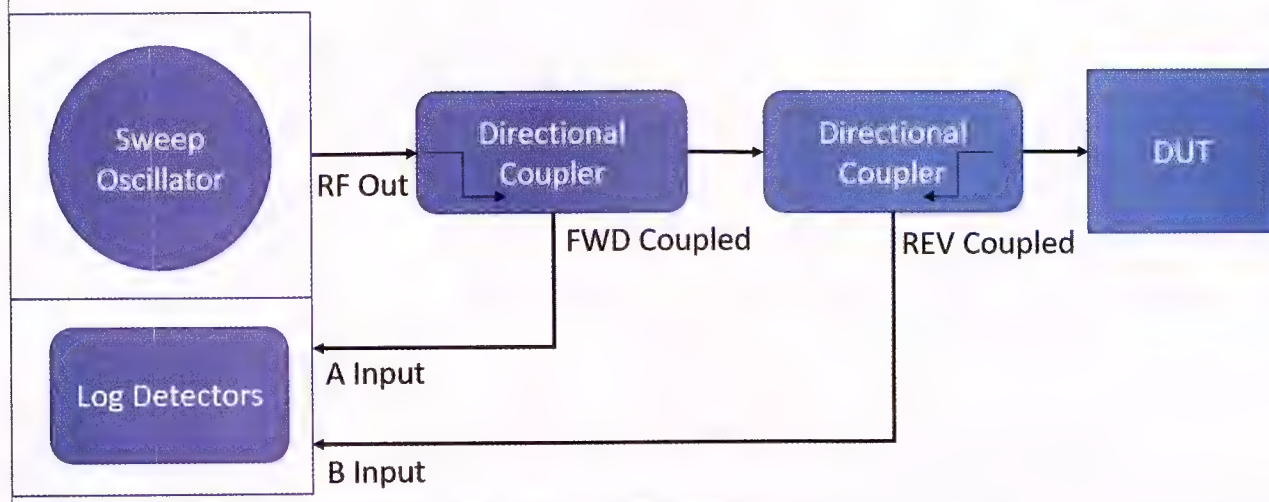 Sweep
Oscillator
RF Out
Directional
Coupler
FWD Coupled
Directional
Coupler
REV Coupled
DUT
Log Detectors
A Input
B Input